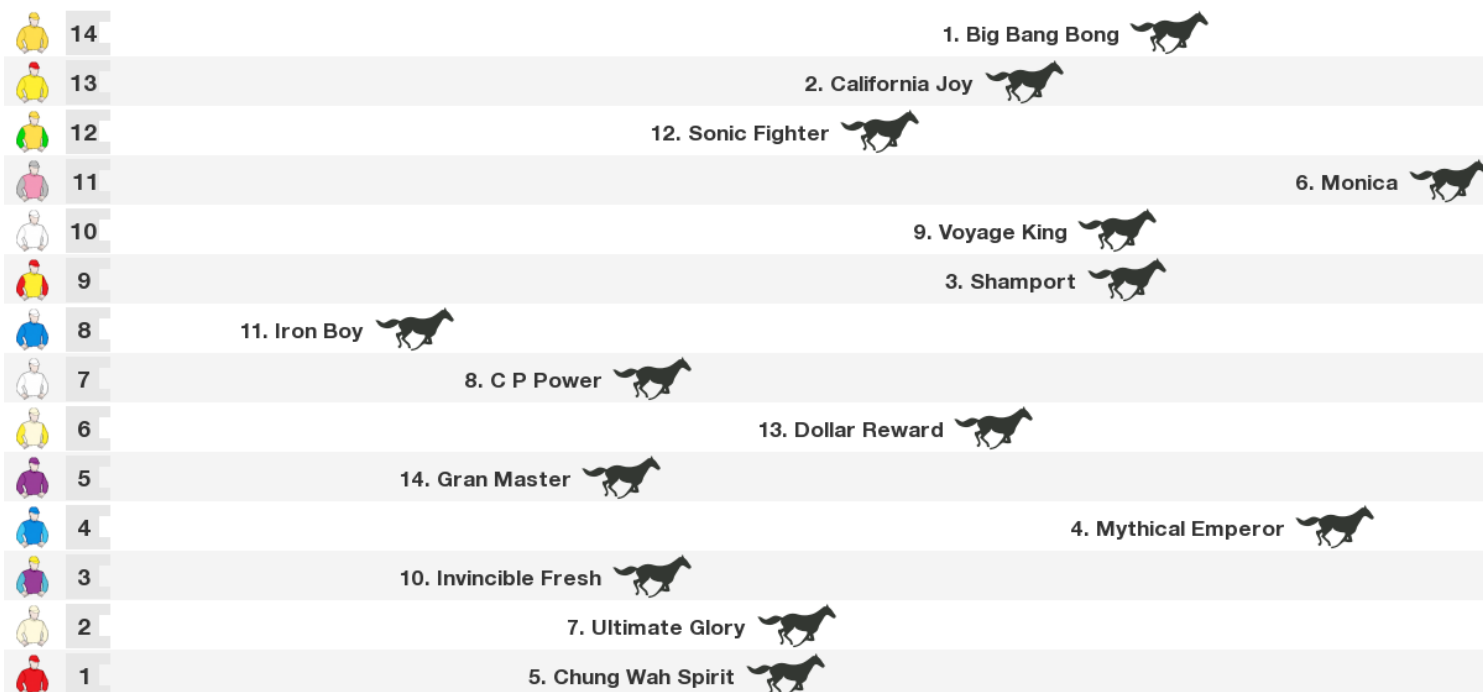 14 1. Big Bang Bong
13 2. California Joy
12 12. Sonic Fighter
11 6. Monica
10 9. Voyage King
9 3. Shamport
8 11. Iron Boy
7 8. C P Power
6 13. Dollar Reward
5 14. Gran Master
4 4. Mythical Emperor
3 10. Invincible Fresh
2 7. Ultimate Glory
1 5. Chung Wah Spirit